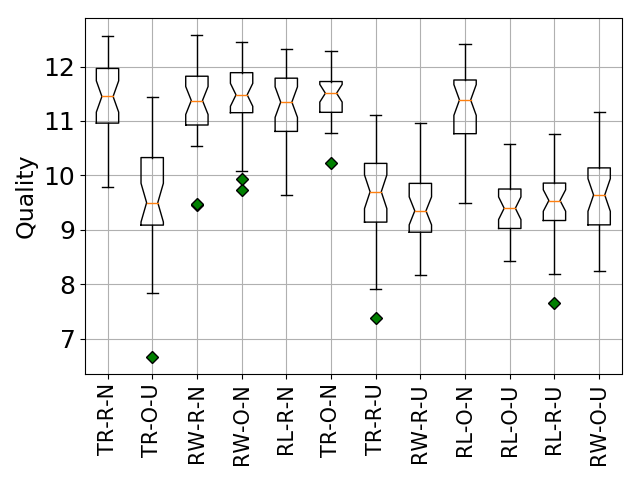 12
11
10
9
8
7
Quality
TR-R-N
TR-O-U
RW-R-N
RW-O-N
RL-R-N
TR-O-N
TR-R-U
RW-R-U
RL-O-N
RL-O-U
RL-R-U
RW-O-U